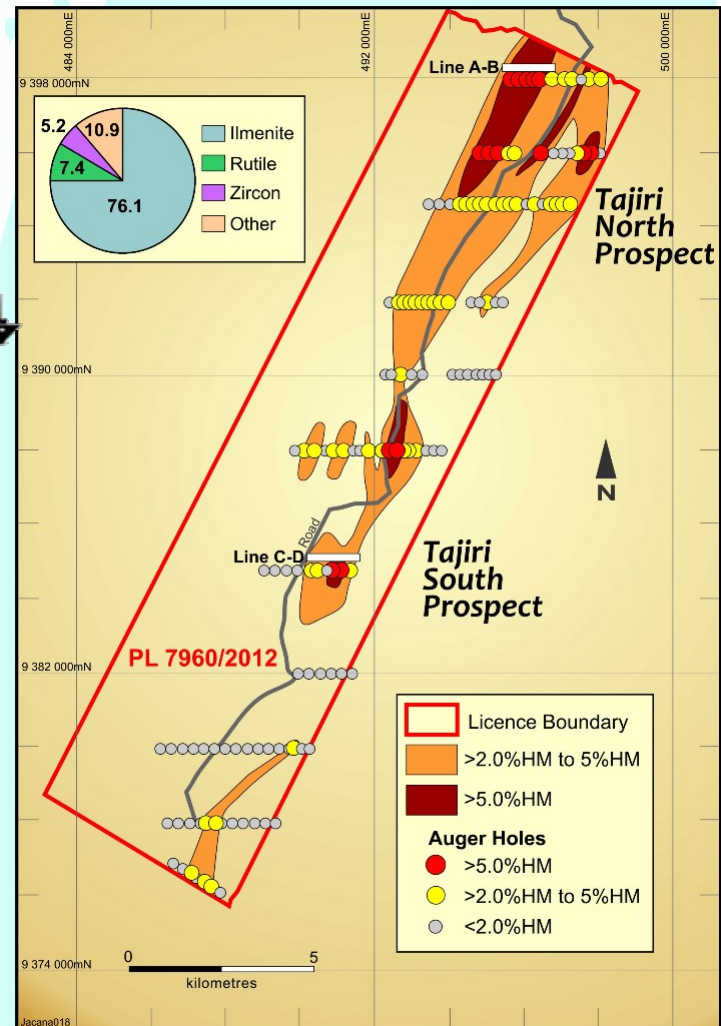 484 000mE
492 000mE
500 000mE
9 398 000mN
Line A-B
5.2
10.9
7.4
76.1
Ilmenite
Rutile
Zircon
Other
Tajiri
North
Prospect
9 390 000mN
N
Road
Line C-D
Tajiri
South
Prospect
PL 7960/2012
9 382 000mN
Licence Boundary
>2.0%HM to 5%HM
>5.0%HM
Auger Holes
>5.0%HM
>2.0%HM to 5%HM
<2.0%HM
0
5
kilometres
9 374 000mN
Jacana018